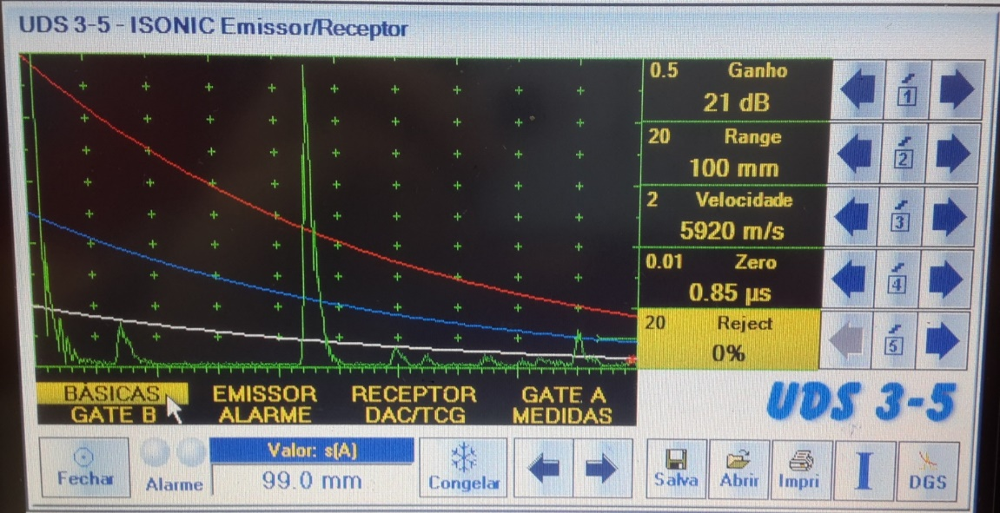 UDS 3-5 - ISONIC Emissor/Receptor
0.5 Ganho
21 dB
1
20 Range
100 mm
2
2 Velocidade
5920 m/s
3
0.01 Zero
0.85 µs
4
20 Reject
0%
5
BÁSICAS EMISSOR RECEPTOR GATE A
GATE B ALARME DAC/TCG MEDIDAS
UDS 3-5
Fechar
Alarme
Valor: s(A)
99.0 mm
Congelar
Salva
Abrir
Impri
DGS